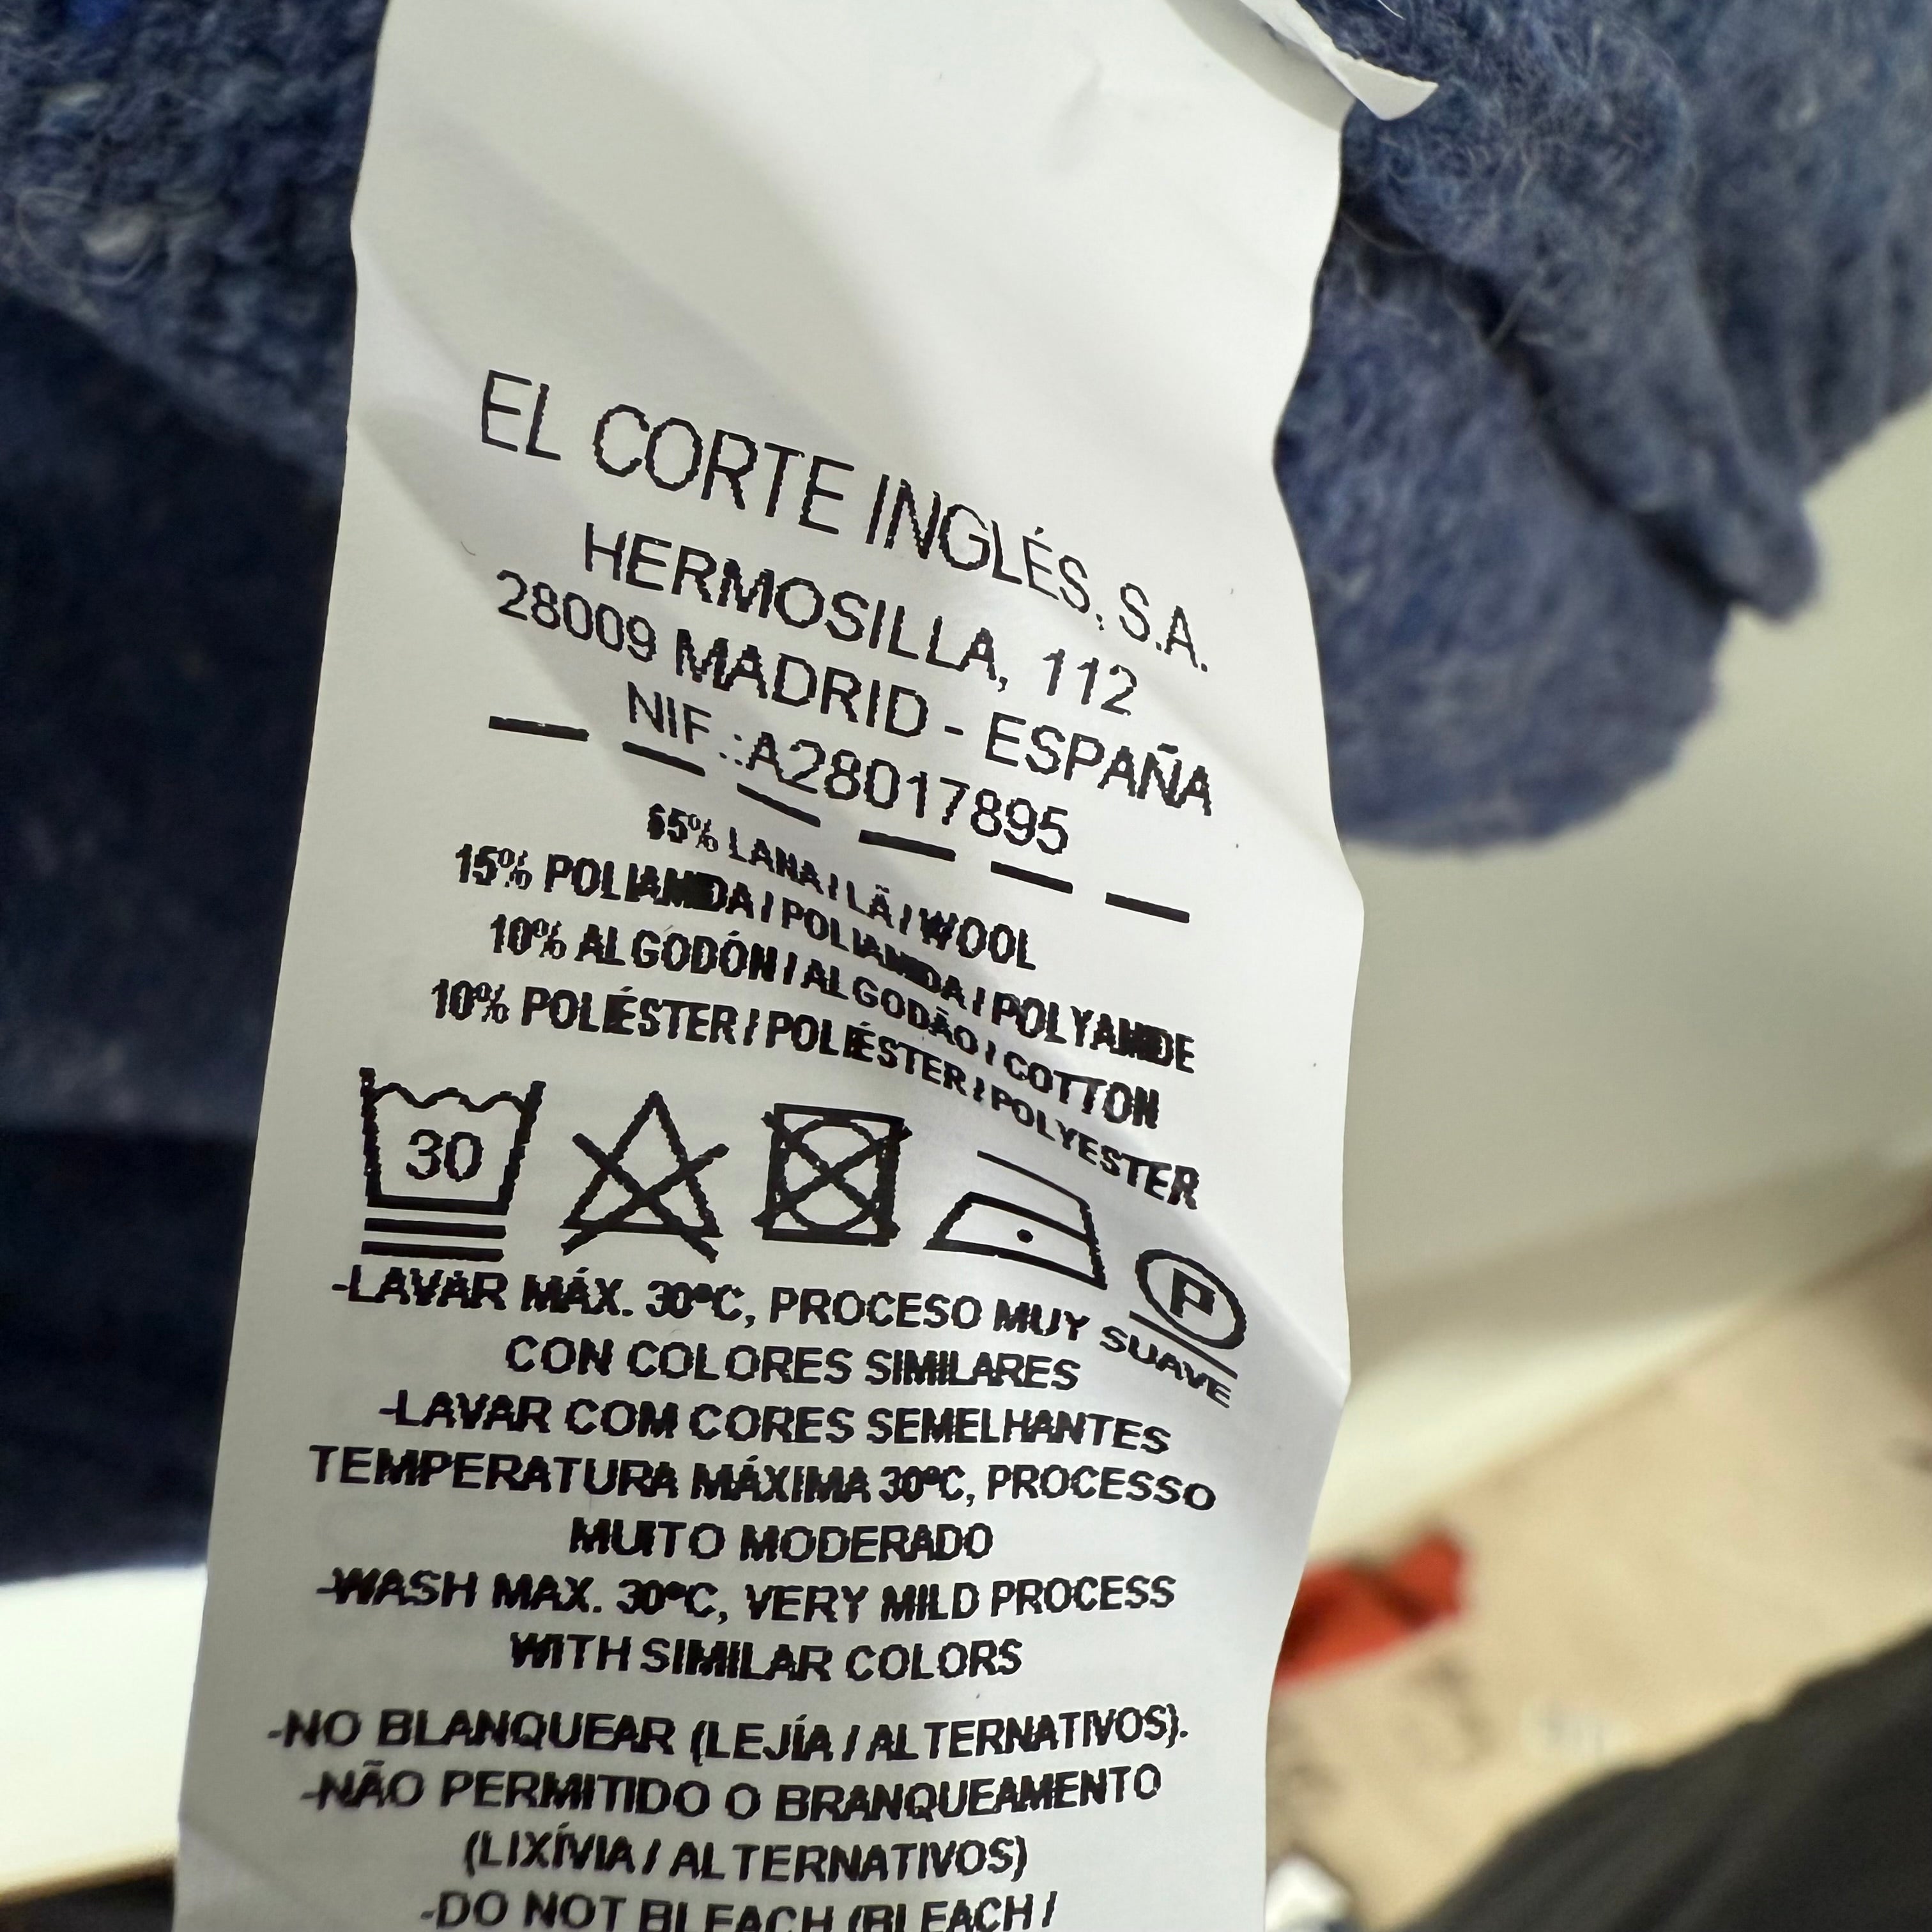 EL CORTE INGLÉS, S.A.
HERMOSILLA, 112
28009 MADRID - ESPAÑA
NIF.:A28017895
65% LANA / LÃ / WOOL
15% POLIAMIDA / POLIAMIDA / POLYAMIDE
10% ALGODÓN / ALGODÃO / COTTON
10% POLIÉSTER / POLIÉSTER / POLYESTER
30
P
-LAVAR MÁX. 30ºC, PROCESO MUY SUAVE
CON COLORES SIMILARES
-LAVAR COM CORES SEMELHANTES
TEMPERATURA MÁXIMA 30ºC, PROCESSO
MUITO MODERADO
-WASH MAX. 30ºC, VERY MILD PROCESS
WITH SIMILAR COLORS
-NO BLANQUEAR (LEJÍA / ALTERNATIVOS).
-NÃO PERMITIDO O BRANQUEAMENTO
(LIXÍVIA / ALTERNATIVOS)
-DO NOT BLEACH (BLEACH /